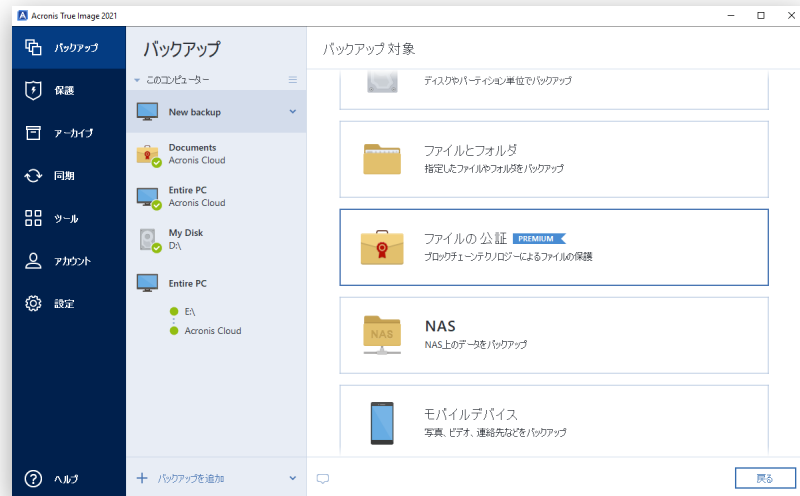 Acronis True Image 2021
バックアップ
保護
アーカイブ
同期
ツール
アカウント
設定
ヘルプ
バックアップ
このコンピューター
New backup
Documents
Acronis Cloud
Entire PC
Acronis Cloud
My Disk
D:\
Entire PC
E:\
Acronis Cloud
バックアップを追加
バックアップ対象
ディスクやパーティション単位でバックアップ
ファイルとフォルダ
指定したファイルやフォルダをバックアップ
ファイルの公証 PREMIUM
ブロックチェーンテクノロジーによるファイルの保護
NAS
NAS
NAS上のデータをバックアップ
モバイルデバイス
写真、ビデオ、連絡先などをバックアップ
戻る